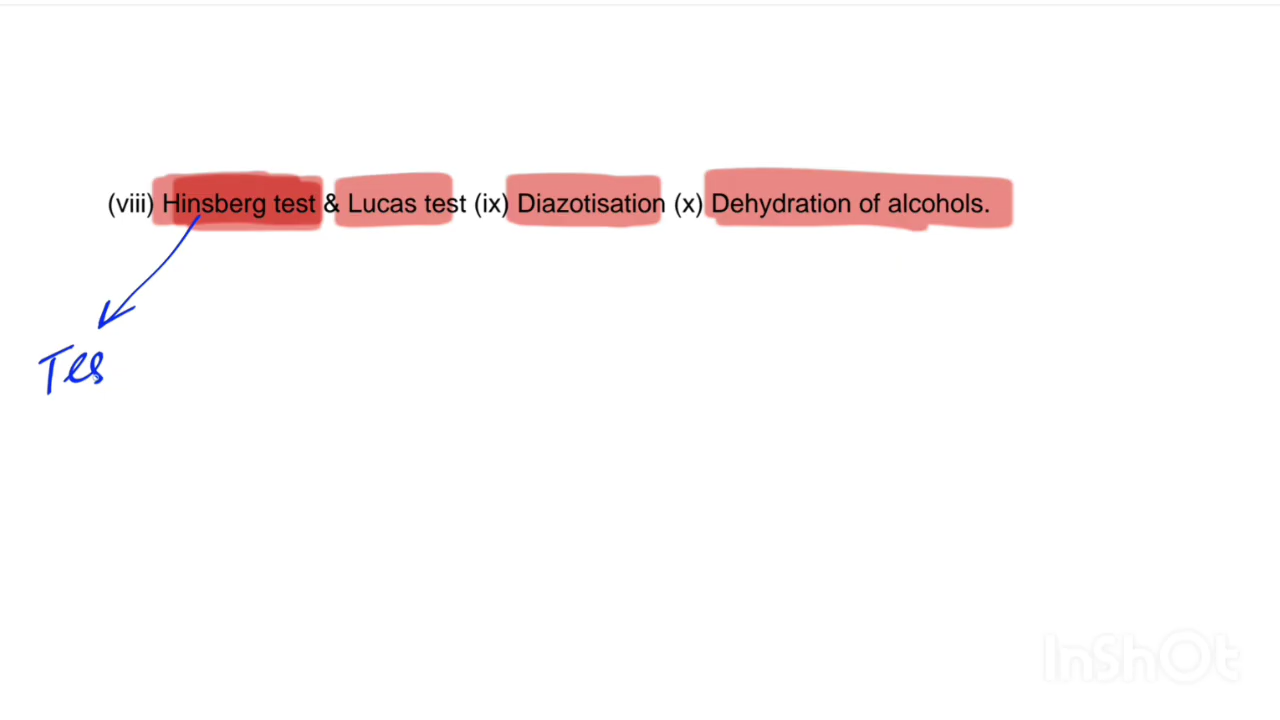 (viii) Hinsberg test & Lucas test (ix) Diazotisation (x) Dehydration of alcohols.
Tes
InShOt